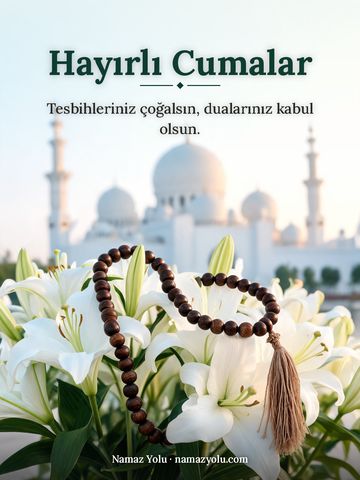 Hayırlı Cumalar
Tesbihleriniz çoğalsın, dualarınız kabul
olsun.
Namaz Yolu · namazyolu.com